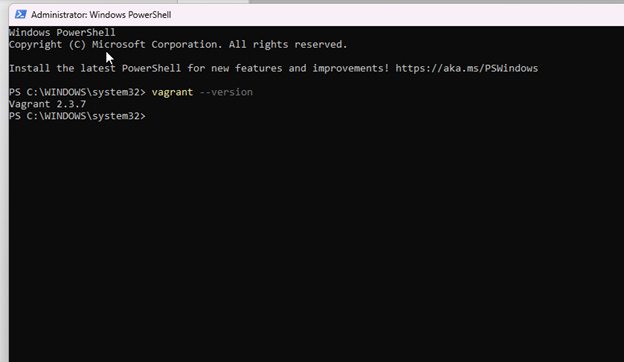 Administrator: Windows PowerShell
Windows PowerShell
Copyright (C) Microsoft Corporation. All rights reserved.
Install the latest PowerShell for new features and improvements! https://aka.ms/PSWindows
PS C:\WINDOWS\system32> vagrant --version
Vagrant 2.3.7
PS C:\WINDOWS\system32>